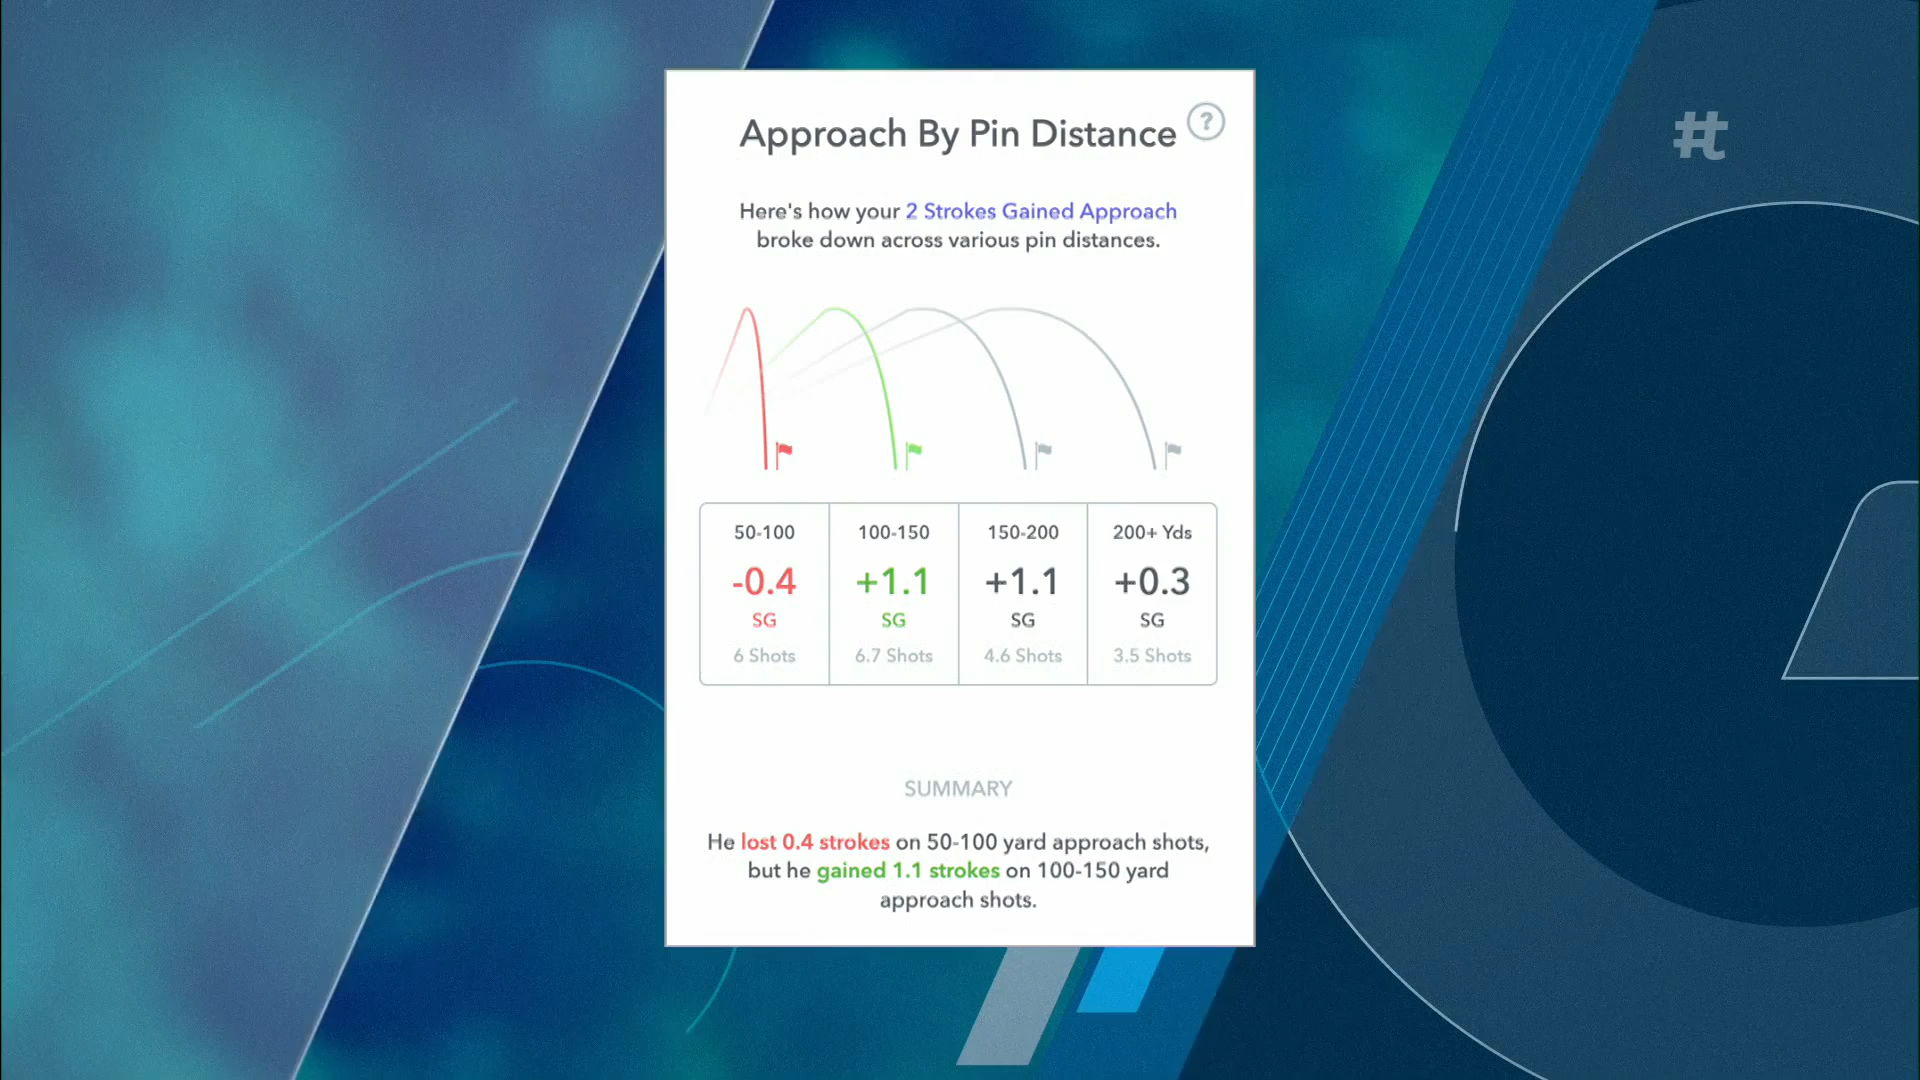 Approach By Pin Distance
?
Here's how your 2 Strokes Gained Approach
broke down across various pin distances.
50-100 100-150 150-200 200+ Yds
-0.4 +1.1 +1.1 +0.3
SG SG SG SG
6 Shots 6.7 Shots 4.6 Shots 3.5 Shots
SUMMARY
He lost 0.4 strokes on 50-100 yard approach shots,
but he gained 1.1 strokes on 100-150 yard
approach shots.